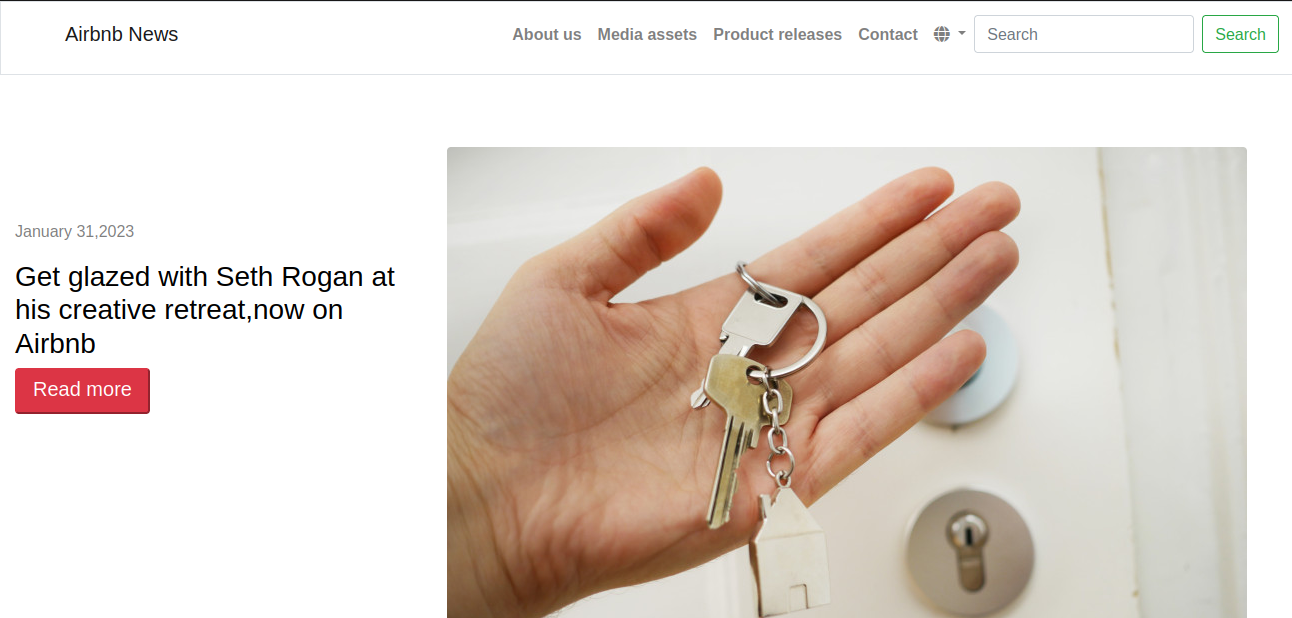 Airbnb News
About us
Media assets
Product releases
Contact
Search
Search
January 31,2023
Get glazed with Seth Rogan at
his creative retreat,now on
Airbnb
Read more